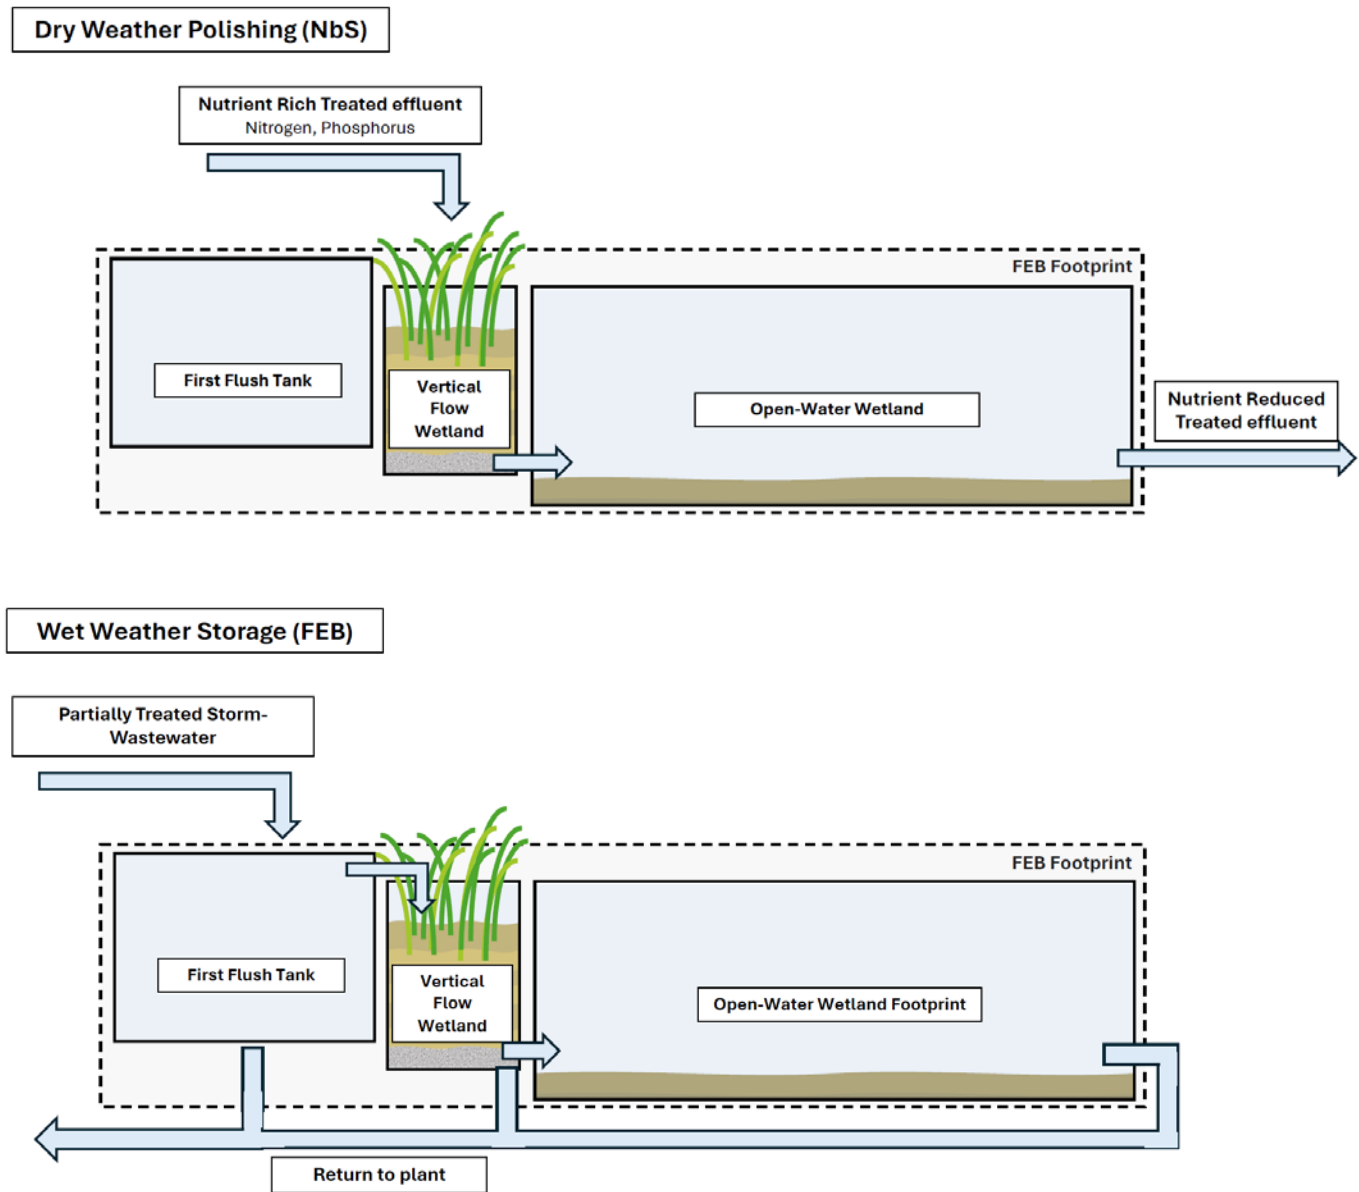 Dry Weather Polishing (NbS)
Nutrient Rich Treated effluent
Nitrogen, Phosphorus
FEB Footprint
First Flush Tank
Vertical
Flow
Wetland
Open-Water Wetland
Nutrient Reduced
Treated effluent
Wet Weather Storage (FEB)
Partially Treated Storm-
Wastewater
FEB Footprint
First Flush Tank
Vertical
Flow
Wetland
Open-Water Wetland Footprint
Return to plant